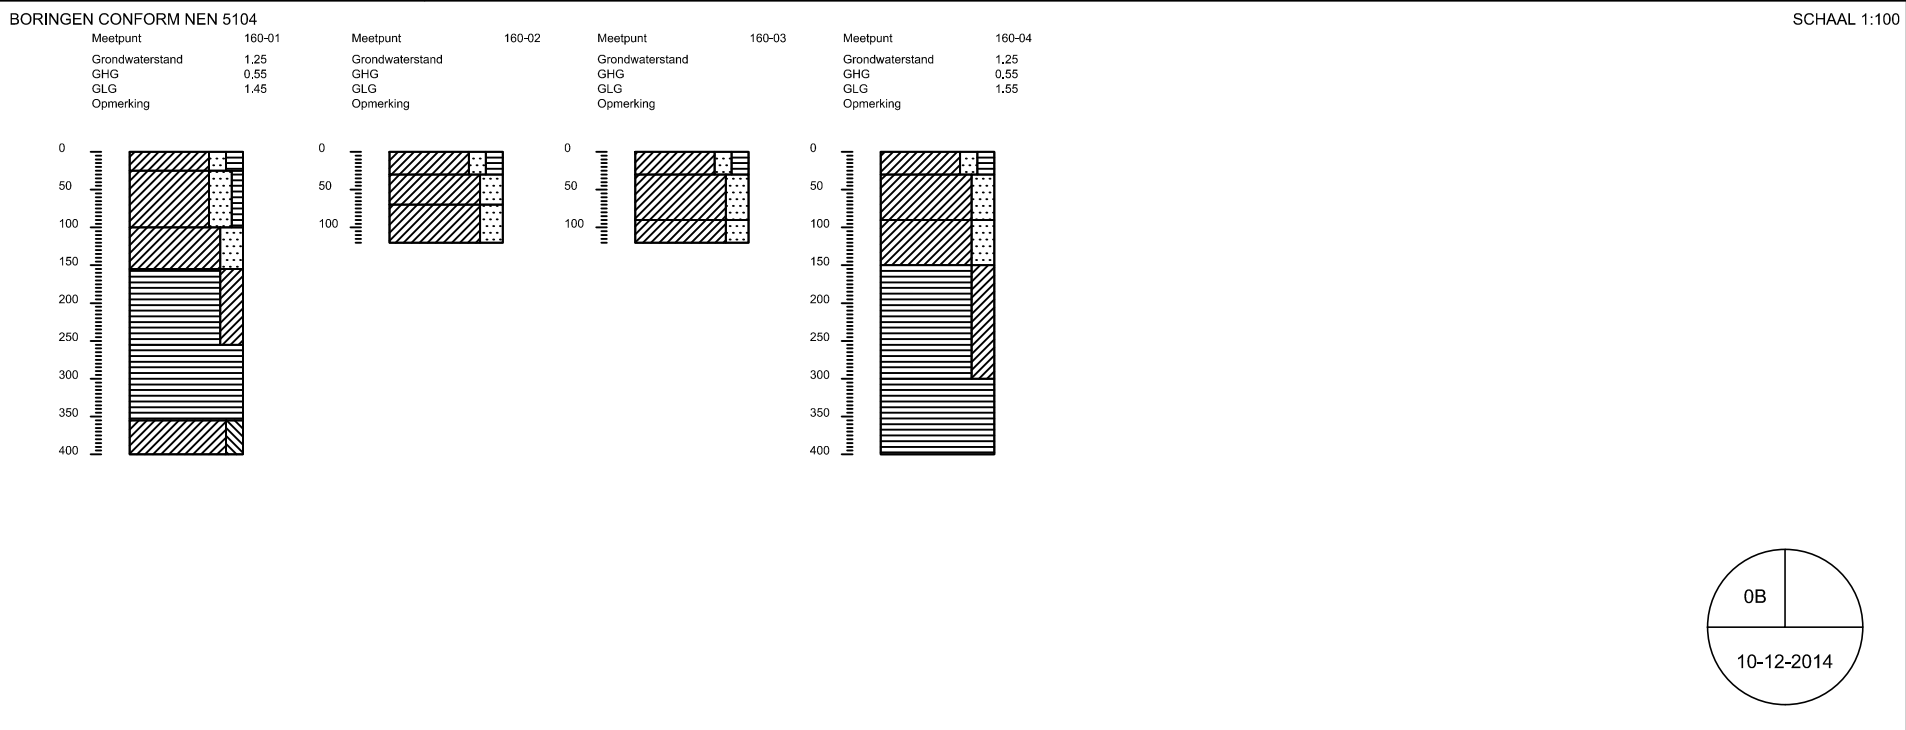 BORINGEN CONFORM NEN 5104
SCHAAL 1:100
Meetpunt 160-01
Grondwaterstand 1.25
GHG 0.55
GLG 1.45
Opmerking
0
50
100
150
200
250
300
350
400
Meetpunt 160-02
Grondwaterstand
GHG
GLG
Opmerking
0
50
100
Meetpunt 160-03
Grondwaterstand
GHG
GLG
Opmerking
0
50
100
Meetpunt 160-04
Grondwaterstand 1.25
GHG 0.55
GLG 1.55
Opmerking
0
50
100
150
200
250
300
350
400
0B
10-12-2014